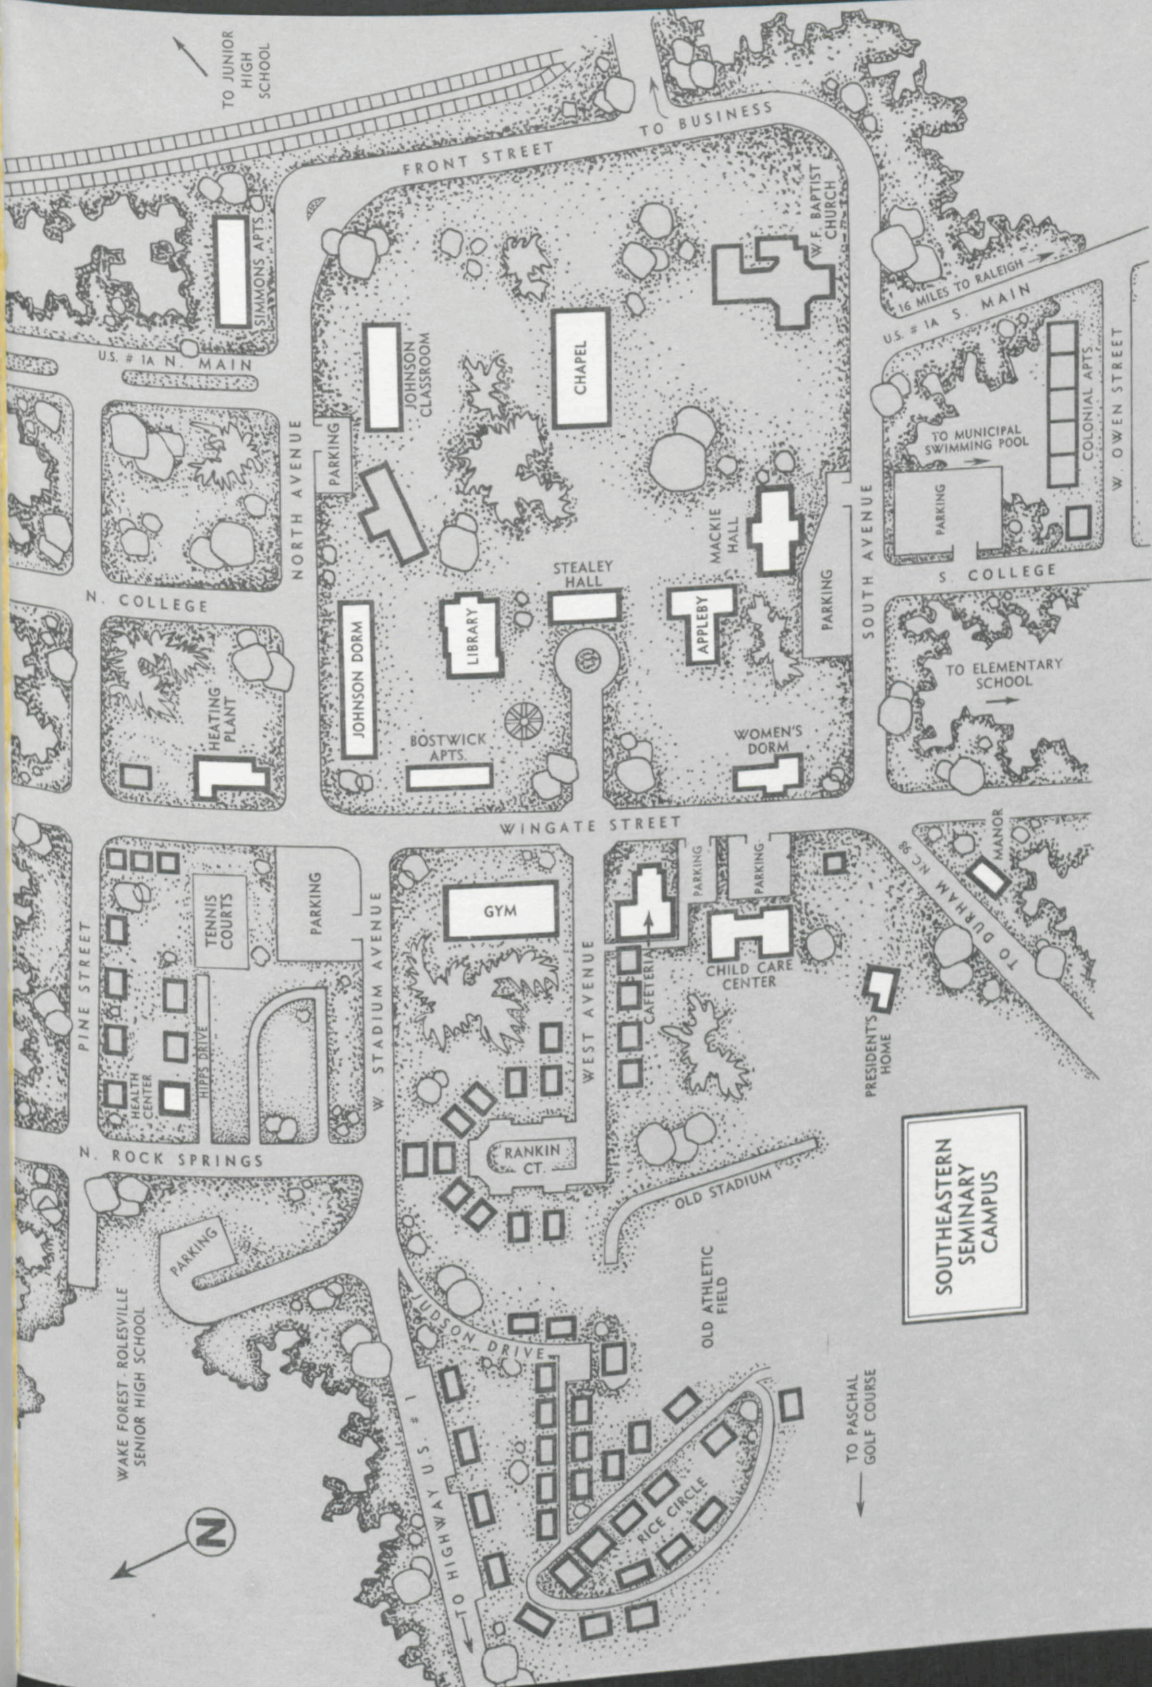 TO JUNIOR
HIGH
SCHOOL
FRONT STREET
TO BUSINESS
SIMMONS APTS.
U.S. # 1A N. MAIN
JOHNSON
CLASSROOM
CHAPEL
W.F. BAPTIST
CHURCH
16 MILES TO RALEIGH
U.S. # 1A S. MAIN
NORTH AVENUE
PARKING
TO MUNICIPAL
SWIMMING POOL
COLONIAL APTS.
W. OWEN STREET
MACKIE
HALL
SOUTH AVENUE
PARKING
PARKING
STEALEY
HALL
S. COLLEGE
N. COLLEGE
JOHNSON DORM
LIBRARY
APPLEBY
TO ELEMENTARY
SCHOOL
HEATING
PLANT
BOSTWICK
APTS.
WOMEN'S
DORM
WINGATE STREET
MANOR
TO DURHAM N.C. 98
PINE STREET
TENNIS
COURTS
PARKING
W. STADIUM AVENUE
GYM
WEST AVENUE
CAFETERIA
PARKING
PARKING
CHILD CARE
CENTER
PRESIDENT'S
HOME
HEALTH
CENTER
HIPPS DRIVE
N. ROCK SPRINGS
RANKIN
CT.
OLD STADIUM
SOUTHEASTERN
SEMINARY
CAMPUS
PARKING
JUDSON DRIVE
OLD ATHLETIC
FIELD
WAKE FOREST - ROLESVILLE
SENIOR HIGH SCHOOL
TO HIGHWAY U.S. # 1
RICE CIRCLE
TO PASCHAL
GOLF COURSE
N